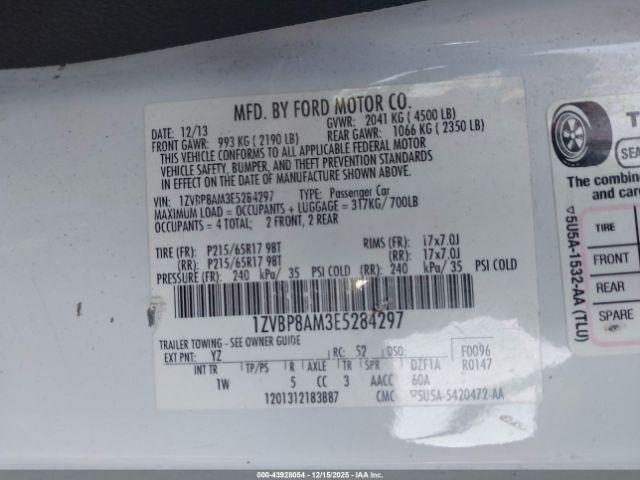 MFD. BY FORD MOTOR CO.
DATE: 12/13 GVWR: 2041 KG ( 4500 LB)
FRONT GAWR: 993 KG ( 2190 LB) REAR GAWR: 1066 KG ( 2350 LB)
THIS VEHICLE CONFORMS TO ALL APPLICABLE FEDERAL MOTOR
VEHICLE SAFETY, BUMPER, AND THEFT PREVENTION STANDARDS
IN EFFECT ON THE DATE OF MANUFACTURE SHOWN ABOVE.
VIN: 1ZVBP8AM3E5284297 TYPE: Passenger Car
MAXIMUM LOAD = OCCUPANTS + LUGGAGE = 317KG/ 700LB
OCCUPANTS = 4 TOTAL; 2 FRONT, 2 REAR
TIRE (FR): P215/65R17 98T RIMS (FR): 17x7.0J
(RR): P215/65R17 98T (RR): 17x7.0J
PRESSURE (FR): 240 kPa/ 35 PSI COLD (RR): 240 kPa/ 35 PSI COLD
1ZVBP8AM3E5284297
TRAILER TOWING - SEE OWNER GUIDE
EXT PNT: YZ RC: 52 DSO: F0096
INT TR TP/PS R AXLE TR SPR DZF1A R0147
1W 5 CC 3 AACC 60A
1201312183887 CMC 5U5A-5420472-AA
T
SEA
The combin
and car
TIRE
FRONT
REAR
SPARE
5U5A-1532-AA (TLU)
000-43928054 - 12/15/2025 - IAAI.COM